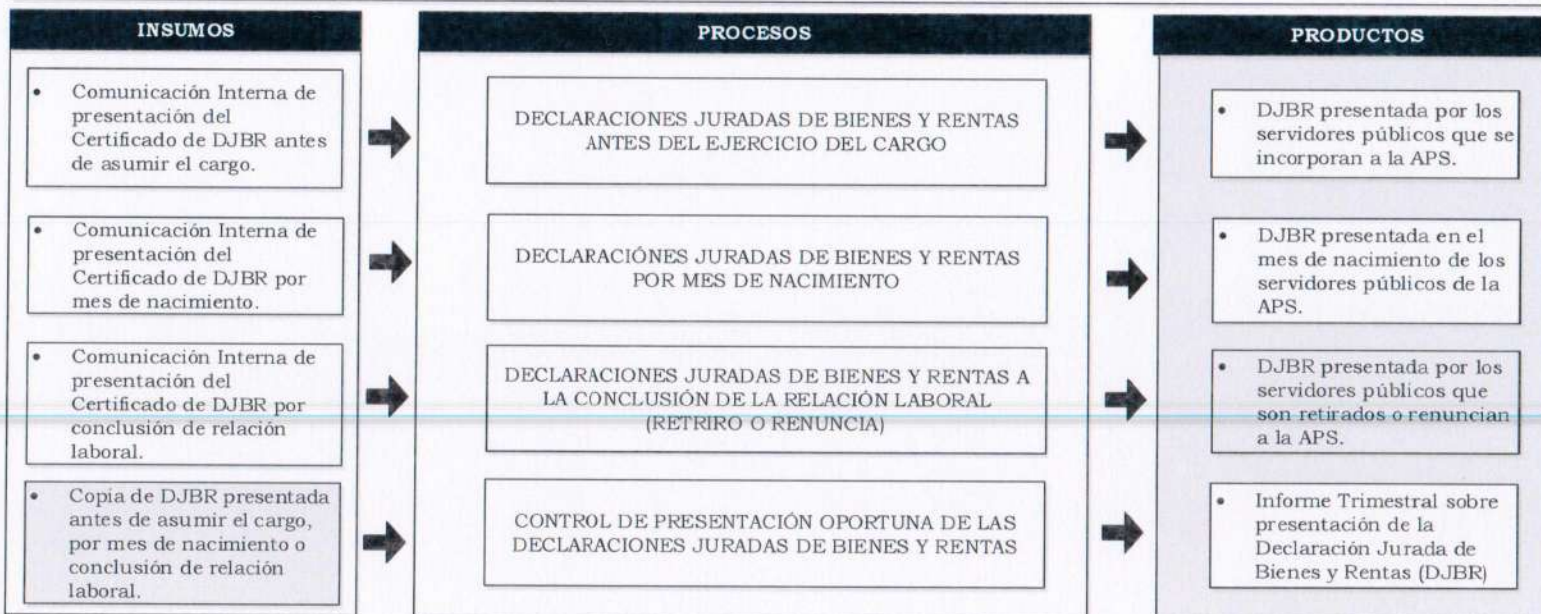 INSUMOS
PROCESOS
PRODUCTOS
• Comunicación Interna de
presentación del
Certificado de DJBR antes
de asumir el cargo.
DECLARACIONES JURADAS DE BIENES Y RENTAS
ANTES DEL EJERCICIO DEL CARGO
• DJBR presentada por los
servidores públicos que se
incorporan a la APS.
• Comunicación Interna de
presentación del
Certificado de DJBR por
mes de nacimiento.
DECLARACIÓNES JURADAS DE BIENES Y RENTAS
POR MES DE NACIMIENTO
• DJBR presentada en el
mes de nacimiento de los
servidores públicos de la
APS.
• Comunicación Interna de
presentación del
Certificado de DJBR por
conclusión de relación
laboral.
DECLARACIONES JURADAS DE BIENES Y RENTAS A
LA CONCLUSIÓN DE LA RELACIÓN LABORAL
(RETRIRO O RENUNCIA)
• DJBR presentada por los
servidores públicos que
son retirados o renuncian
a la APS.
• Copia de DJBR presentada
antes de asumir el cargo,
por mes de nacimiento o
conclusión de relación
laboral.
CONTROL DE PRESENTACIÓN OPORTUNA DE LAS
DECLARACIONES JURADAS DE BIENES Y RENTAS
• Informe Trimestral sobre
presentación de la
Declaración Jurada de
Bienes y Rentas (DJBR)